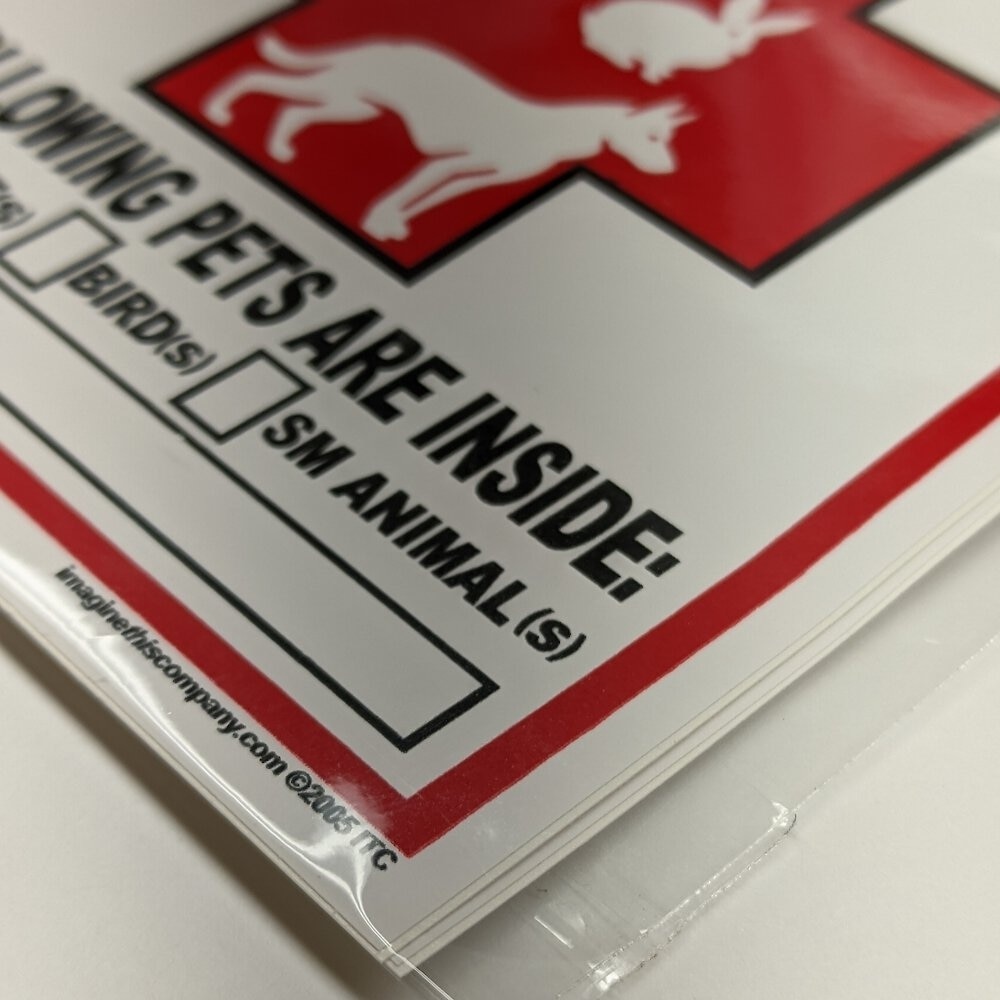 LLOWING PETS ARE INSIDE:
(s) BIRD(s) SM ANIMAL(s)
imaginethiscompany.com ©2005 ITC